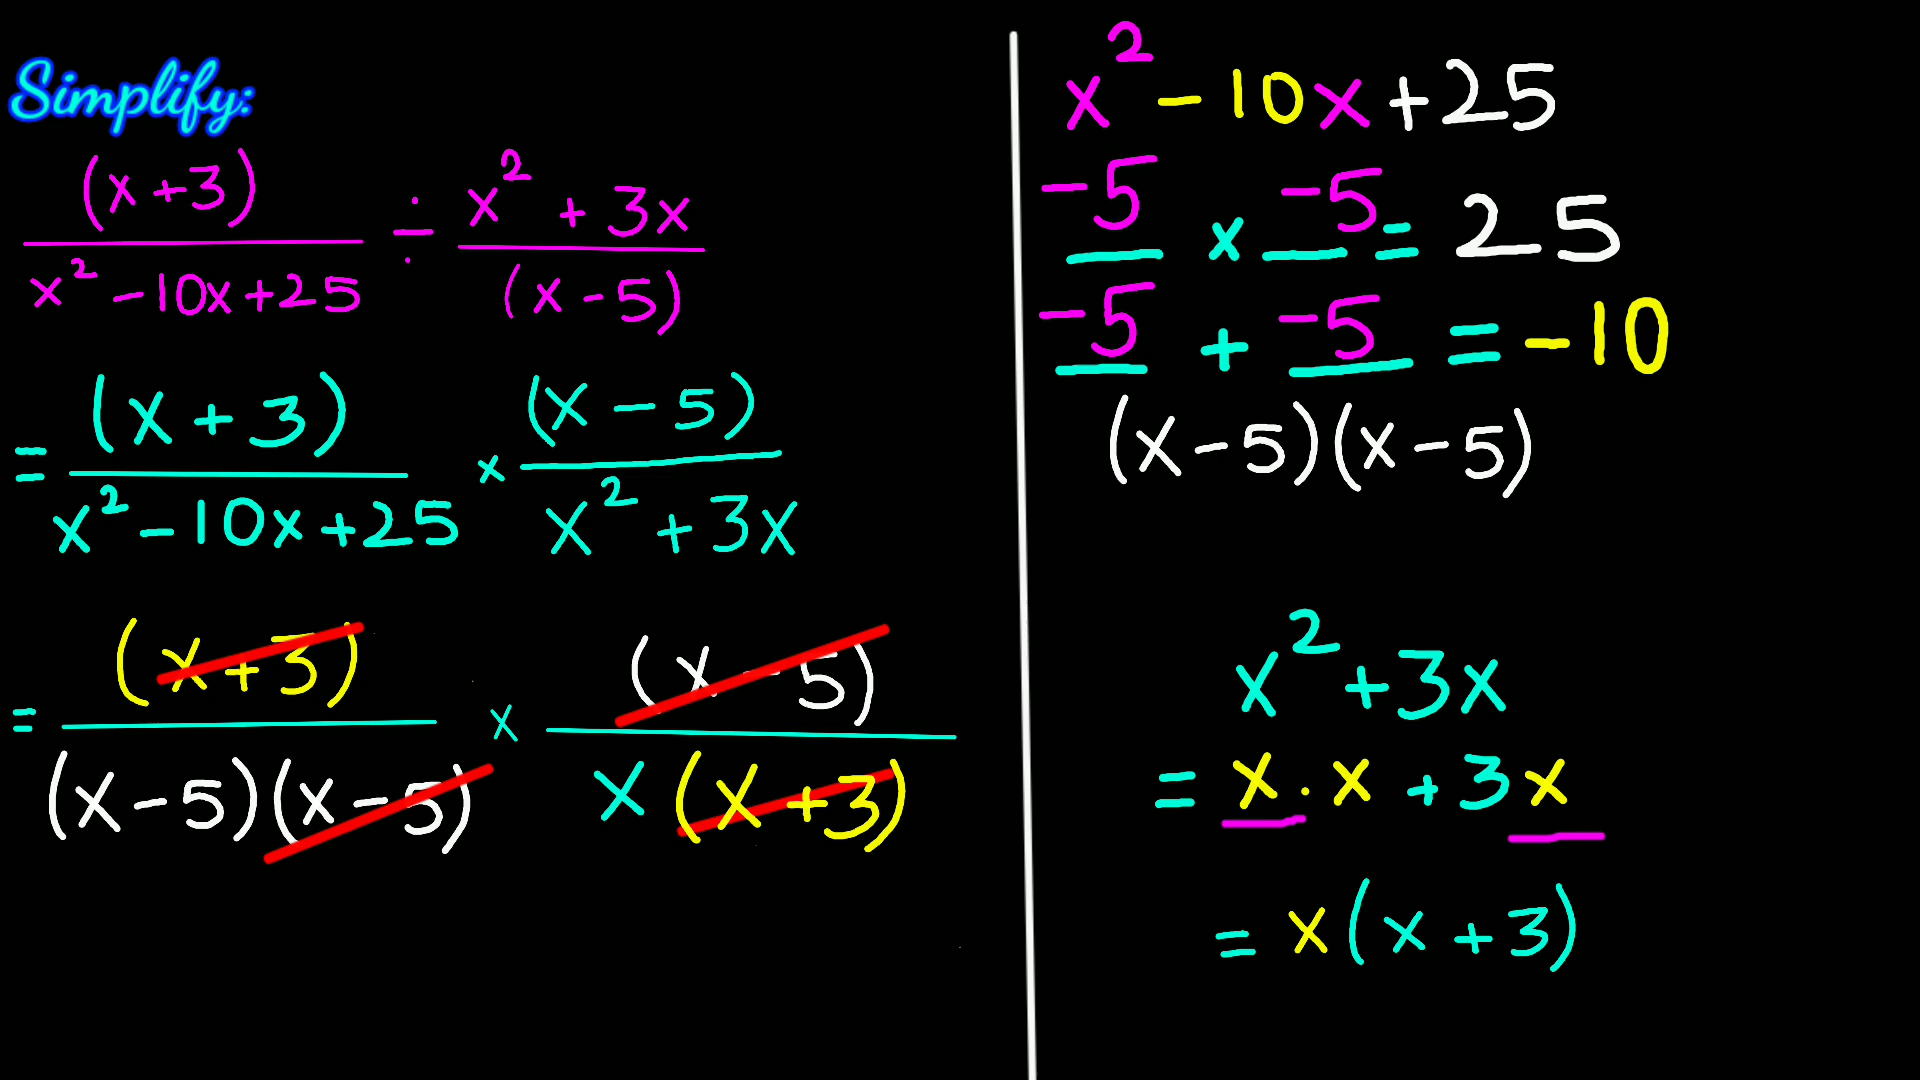 Simplify:
(x+3)/(x²-10x+25) ÷ (x²+3x)/(x-5)
= (x+3)/(x²-10x+25) × (x-5)/(x²+3x)
= (x+3)/((x-5)(x-5)) × (x-5)/(x(x+3))
x²-10x+25
-5 × -5 = 25
-5 + -5 = -10
(x-5)(x-5)
x²+3x
= x·x+3x
= x(x+3)